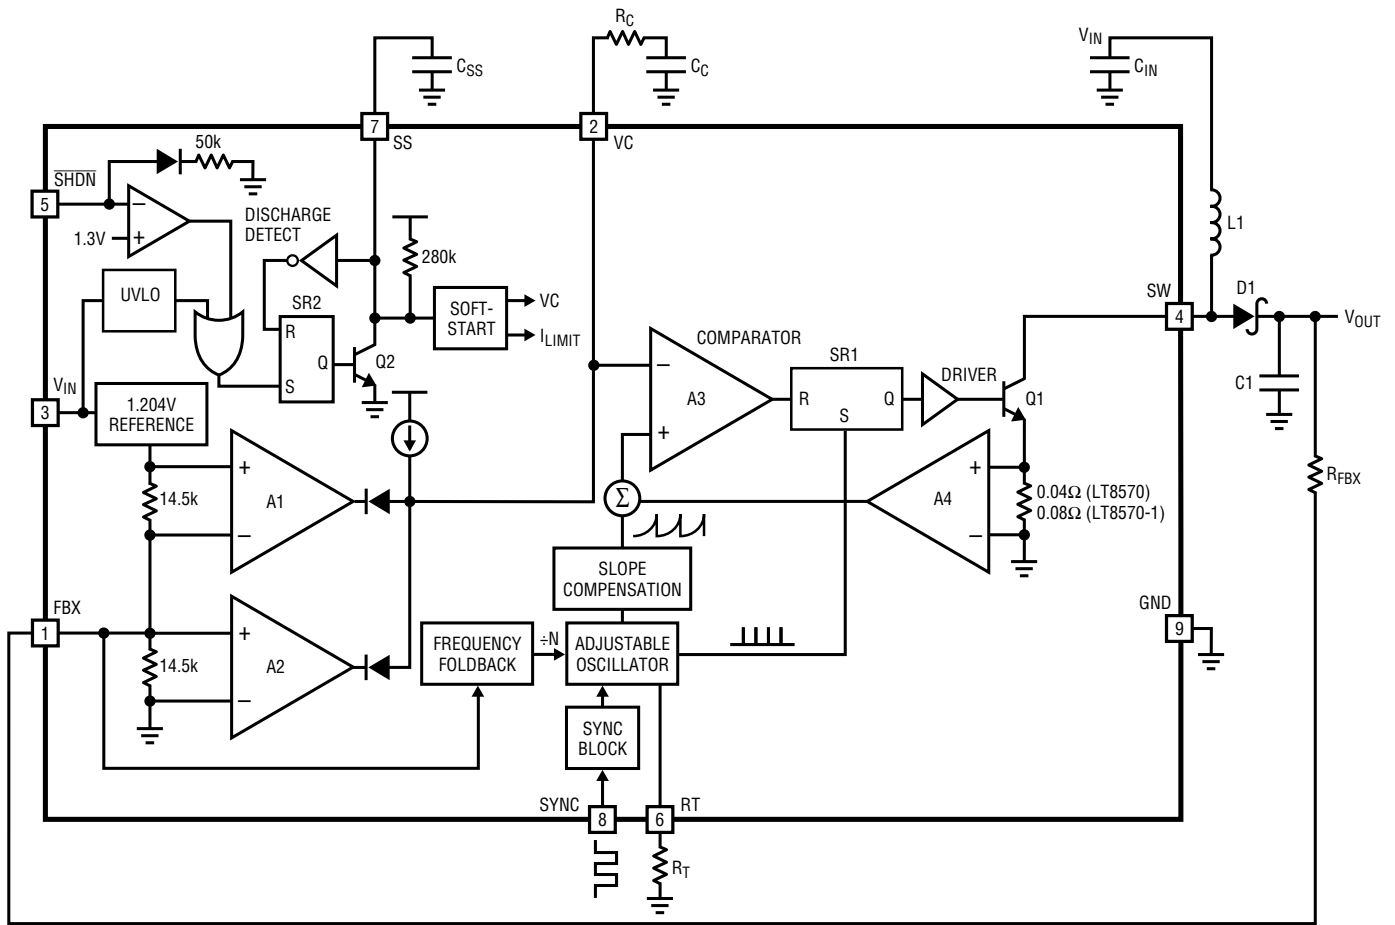 R_C
C_SS
C_C
V_IN
C_IN
7
SS
2
VC
50k
SHDN
5
1.3V
−
+
DISCHARGE
DETECT
280k
L1
UVLO
SR2
R
Q
S
Q2
SOFT-
START
VC
I_LIMIT
SW
4
D1
V_OUT
COMPARATOR
−
A3
+
SR1
R
Q
S
DRIVER
Q1
C1
V_IN
3
1.204V
REFERENCE
14.5k
+
A1
−
Σ
+
A4
−
0.04Ω (LT8570)
0.08Ω (LT8570-1)
R_FBX
SLOPE
COMPENSATION
FBX
1
14.5k
+
A2
−
FREQUENCY
FOLDBACK
÷N
ADJUSTABLE
OSCILLATOR
GND
9
SYNC
BLOCK
SYNC
8
6
RT
R_T